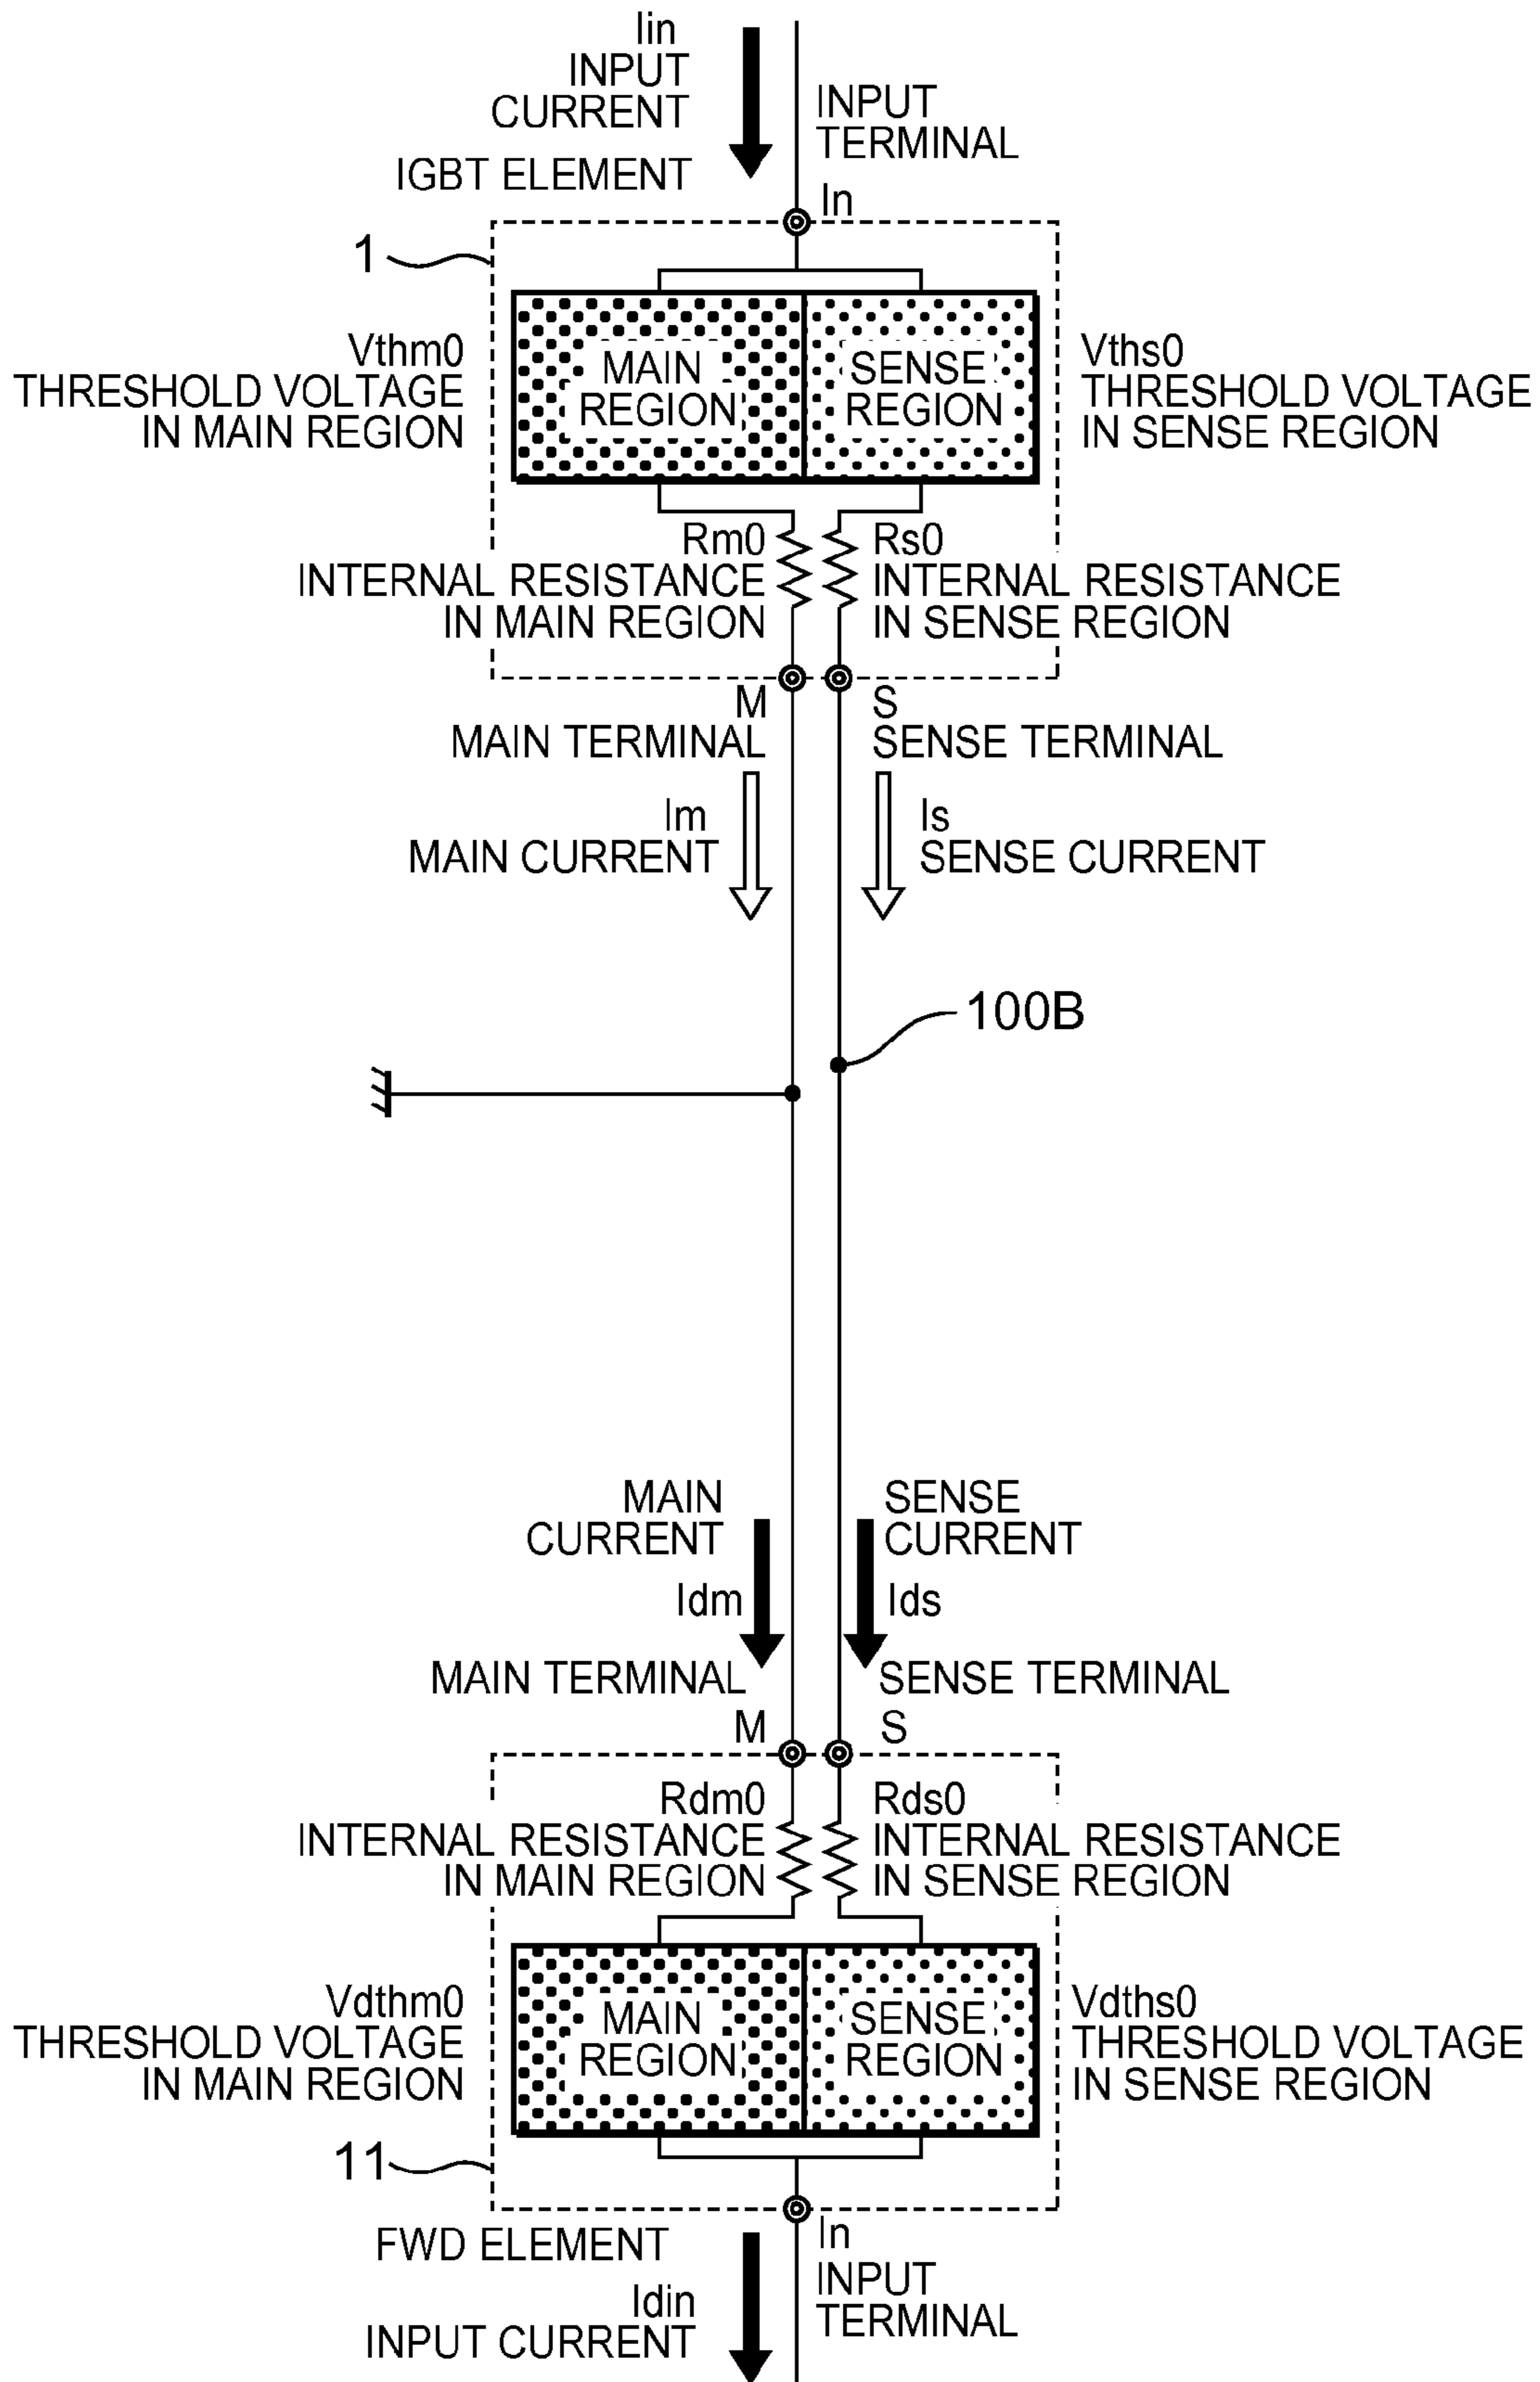 Iin
INPUT
CURRENT
INPUT
TERMINAL
IGBT ELEMENT
In
1
Vthm0
THRESHOLD VOLTAGE
IN MAIN REGION
MAIN
REGION
SENSE
REGION
Vths0
THRESHOLD VOLTAGE
IN SENSE REGION
Rm0
INTERNAL RESISTANCE
IN MAIN REGION
Rs0
INTERNAL RESISTANCE
IN SENSE REGION
M
MAIN TERMINAL
S
SENSE TERMINAL
Im
MAIN CURRENT
Is
SENSE CURRENT
100B
MAIN
CURRENT
Idm
SENSE
CURRENT
Ids
MAIN TERMINAL
M
SENSE TERMINAL
S
Rdm0
INTERNAL RESISTANCE
IN MAIN REGION
Rds0
INTERNAL RESISTANCE
IN SENSE REGION
Vdthm0
THRESHOLD VOLTAGE
IN MAIN REGION
MAIN
REGION
SENSE
REGION
Vdths0
THRESHOLD VOLTAGE
IN SENSE REGION
11
FWD ELEMENT
In
INPUT
TERMINAL
Idin
INPUT CURRENT